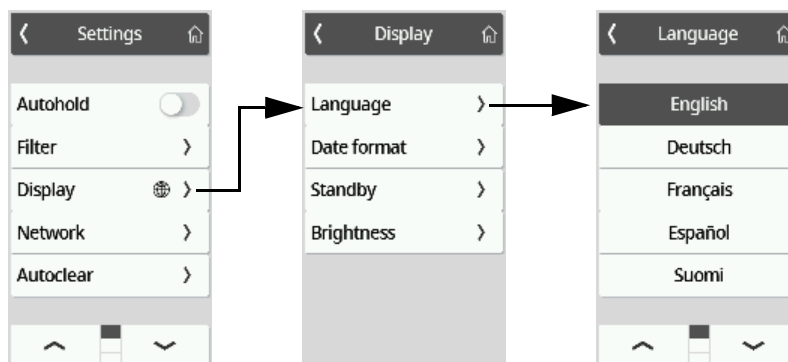 Settings
Autohold
Filter
Display
Network
Autoclear
Display
Language
Date format
Standby
Brightness
Language
English
Deutsch
Français
Español
Suomi